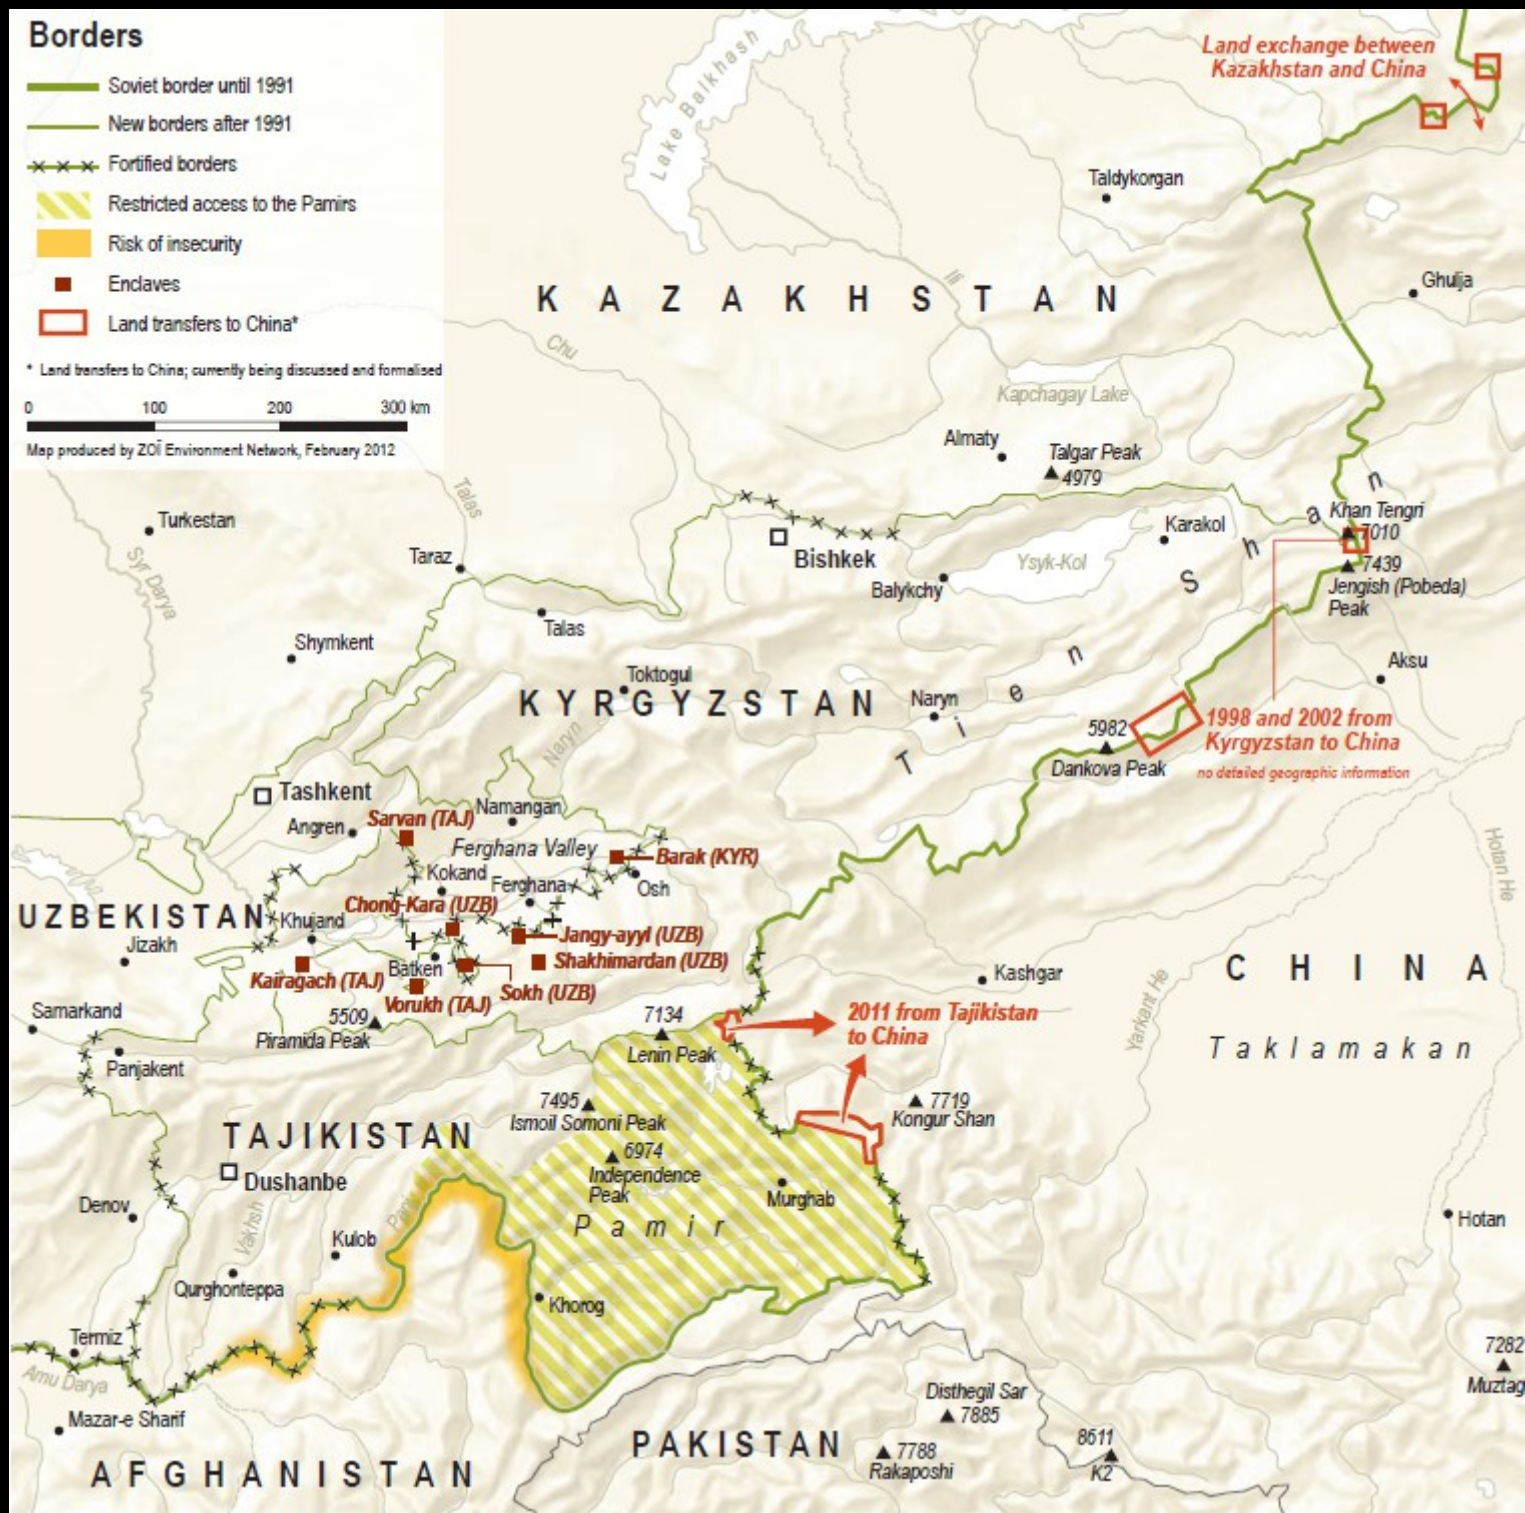 Borders
Soviet border until 1991
New borders after 1991
Fortified borders
Restricted access to the Pamirs
Risk of insecurity
Enclaves
Land transfers to China*
* Land transfers to China; currently being discussed and formalised
0 100 200 300 km
Map produced by ZOÏ Environment Network, February 2012
Land exchange between
Kazakhstan and China
Lake Balkhash
Taldykorgan
Ghulja
Ili
KAZAKHSTAN
Chu
Kapchagay Lake
Almaty
Talgar Peak
4979
Talas
Turkestan
Syr Darya
Taraz
Bishkek
Karakol
Khan Tengri
7010
Ysyk-Kol
Balykchy
7439
Jengish (Pobeda)
Peak
Tien Shan
Talas
Shymkent
Toktogul
Aksu
KYRGYZSTAN
Naryn
Naryn
5982
Dankova Peak
1998 and 2002 from
Kyrgyzstan to China
no detailed geographic information
Tashkent
Angren
Sarvan (TAJ)
Namangan
Ferghana Valley
Barak (KYR)
Kokand
Ferghana
Osh
Hotan He
Chong-Kara (UZB)
UZBEKISTAN
Khujand
Jangy-ayyl (UZB)
Jizakh
Shakhimardan (UZB)
Batken
Kairagach (TAJ)
Vorukh (TAJ)
Sokh (UZB)
Kashgar
CHINA
Yarkant He
Samarkand
5509
Piramida Peak
7134
Lenin Peak
2011 from Tajikistan
to China
Taklamakan
Panjakent
7495
Ismoil Somoni Peak
7719
Kongur Shan
TAJIKISTAN
6974
Independence
Peak
Dushanbe
Murghab
Denov
Vakhsh
Pamir
Hotan
Kulob
Qurghonteppa
Khorog
Termiz
Amu Darya
7282
Muztag
Disthegil Sar
7885
Mazar-e Sharif
PAKISTAN
7788
Rakaposhi
8611
K2
AFGHANISTAN